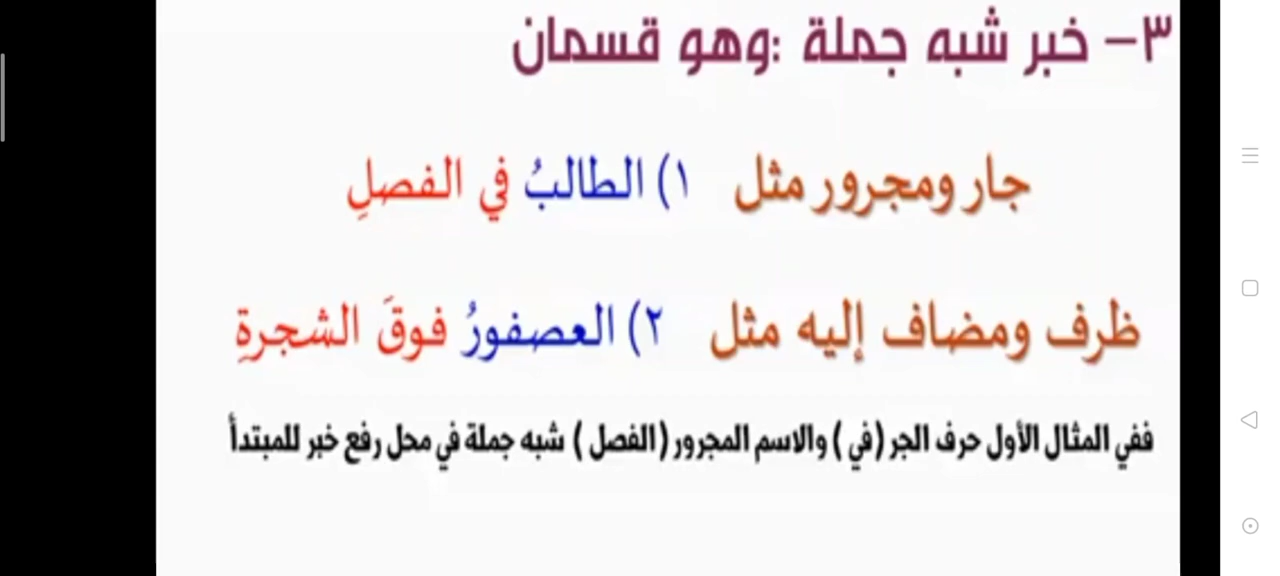 ٣– خبر شبه جملة :وهو قسمان
جار ومجرور مثل ١) الطالبُ في الفصلِ
ظرف ومضاف إليه مثل ٢) العصفورُ فوقَ الشجرةِ
ففي المثال الأول حرف الجر (في) والاسم المجرور (الفصل) شبه جملة في محل رفع خبر للمبتدأ